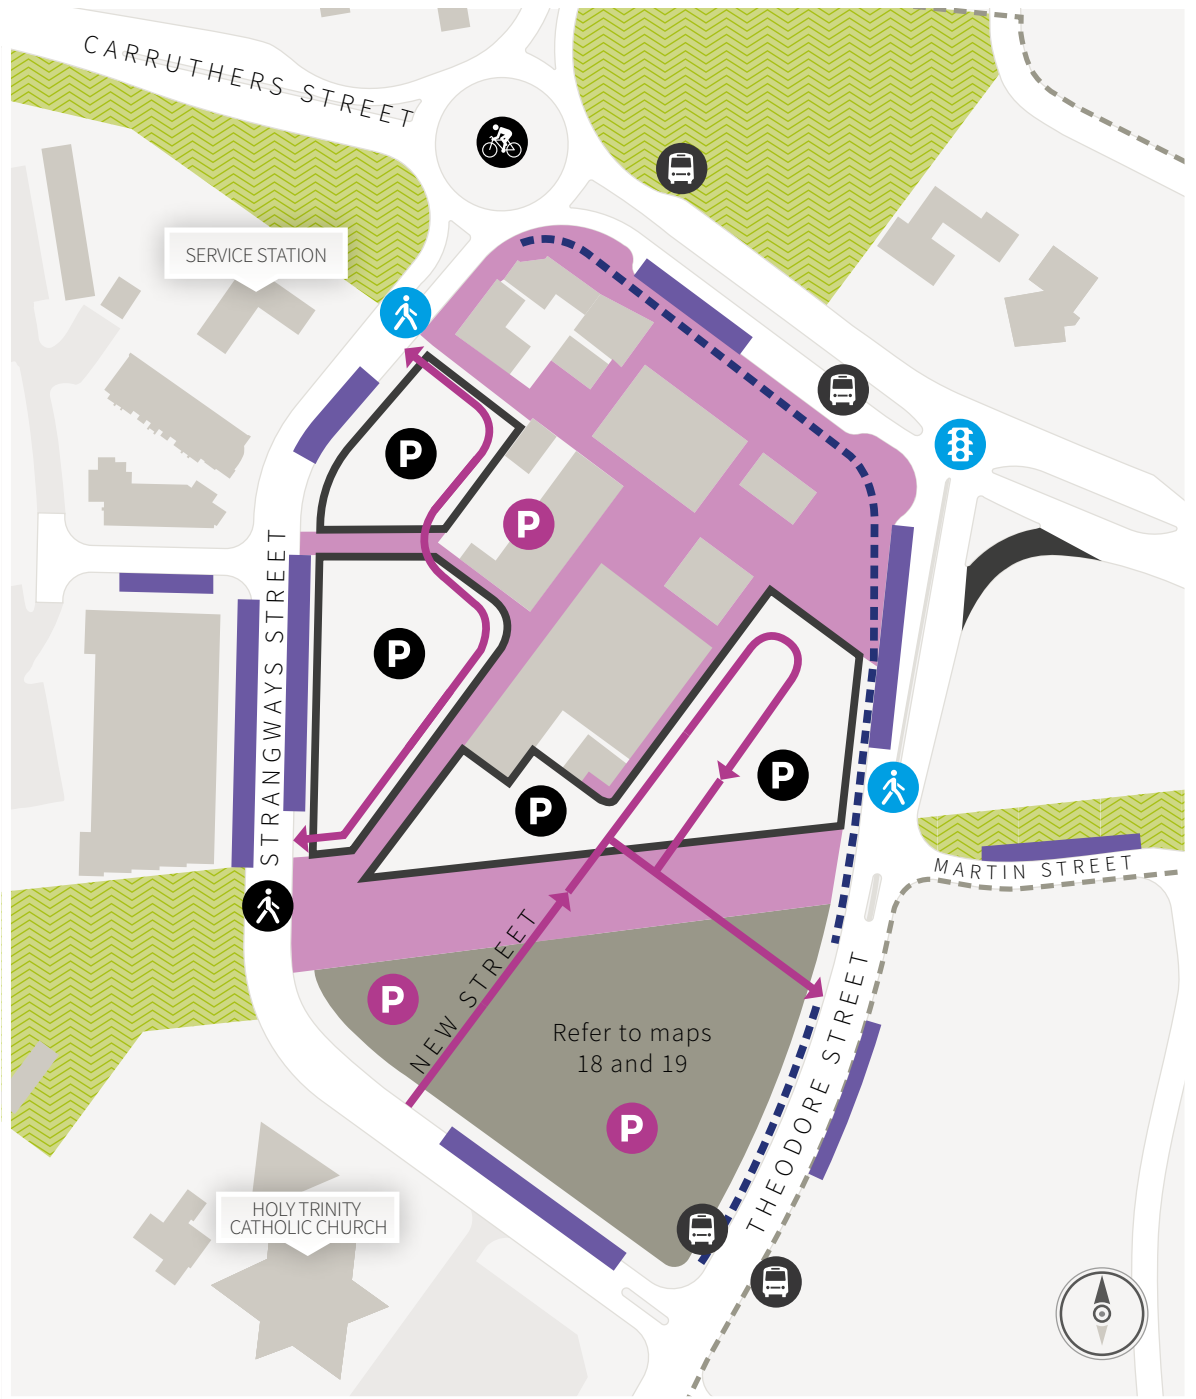 CARRUTHERS STREET
SERVICE STATION
P
P
P
STRANGWAYS STREET
P
P
MARTIN STREET
NEW STREET
P
Refer to maps
18 and 19
P
THEODORE STREET
HOLY TRINITY
CATHOLIC CHURCH